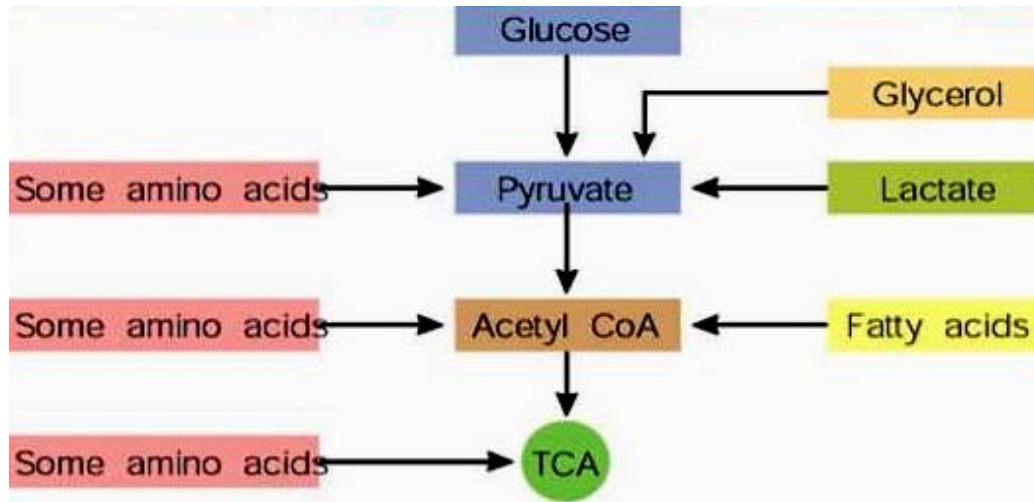 Glucose
Glycerol
Some amino acids
Pyruvate
Lactate
Some amino acids
Acetyl CoA
Fatty acids
Some amino acids
TCA